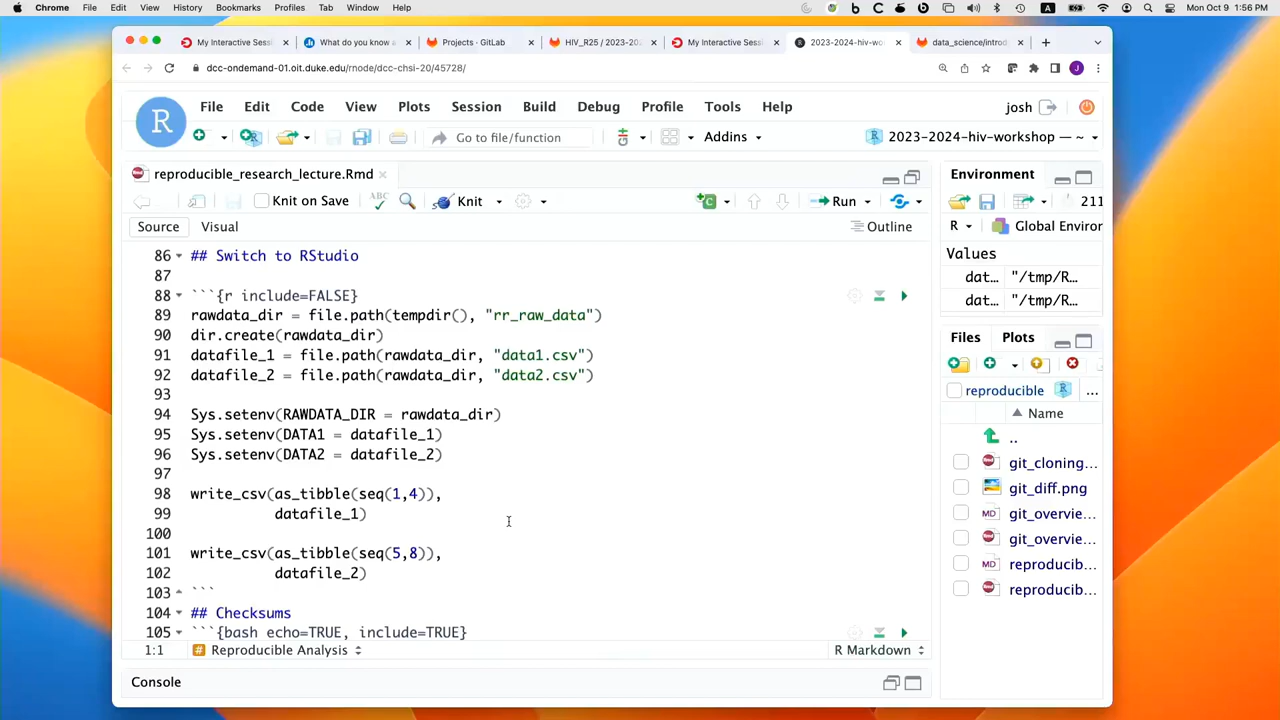 Chrome File Edit View History Bookmarks Profiles Tab Window Help A Mon Oct 9 1:56 PM
My Interactive Sessi What do you know a Projects · GitLab HIV_R25 / 2023-202 My Interactive Sessi 2023-2024-hiv-wo data_science/introd
dcc-ondemand-01.oit.duke.edu/rnode/dcc-chsi-20/45728/ J
R File Edit Code View Plots Session Build Debug Profile Tools Help josh
Go to file/function Addins 2023-2024-hiv-workshop — ~
reproducible_research_lecture.Rmd
Knit on Save ABC Knit Run
Source Visual Outline
86 ## Switch to RStudio
87
88 ```{r include=FALSE}
89 rawdata_dir = file.path(tempdir(), "rr_raw_data")
90 dir.create(rawdata_dir)
91 datafile_1 = file.path(rawdata_dir, "data1.csv")
92 datafile_2 = file.path(rawdata_dir, "data2.csv")
93
94 Sys.setenv(RAWDATA_DIR = rawdata_dir)
95 Sys.setenv(DATA1 = datafile_1)
96 Sys.setenv(DATA2 = datafile_2)
97
98 write_csv(as_tibble(seq(1,4)),
99 datafile_1)
100
101 write_csv(as_tibble(seq(5,8)),
102 datafile_2)
103 ```
104 ## Checksums
105 ```{bash echo=TRUE, include=TRUE}
1:1 Reproducible Analysis R Markdown
Console
Environment
211
R Global Enviror
Values
dat… "/tmp/R…
dat… "/tmp/R…
Files Plots
reproducible ...
Name
..
git_cloning…
git_diff.png
MD git_overvie…
git_overvie…
MD reproducib…
reproducib…